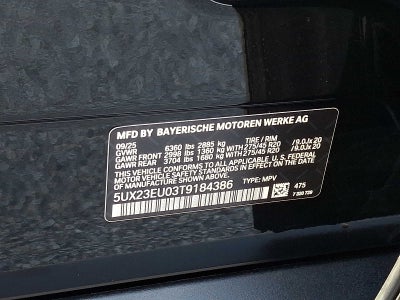 MFD BY BAYERISCHE MOTOREN WERKE AG
09/25 TIRE / RIM
GVWR 6360 lbs 2885 kg
GAWR FRONT 2998 lbs 1360 kg WITH 275/45 R20 /9.0Jx 20
GAWR REAR 3704 lbs 1680 kg WITH 275/45 R20 /9.0Jx 20
THIS VEHICLE CONFORMS TO ALL APPLICABLE U.S. FEDERAL
MOTOR VEHICLE SAFETY STANDARDS IN EFFECT ON THE
DATE OF MANUFACTURE SHOWN ABOVE.
5UX23EU03T9184386 TYPE: MPV
475